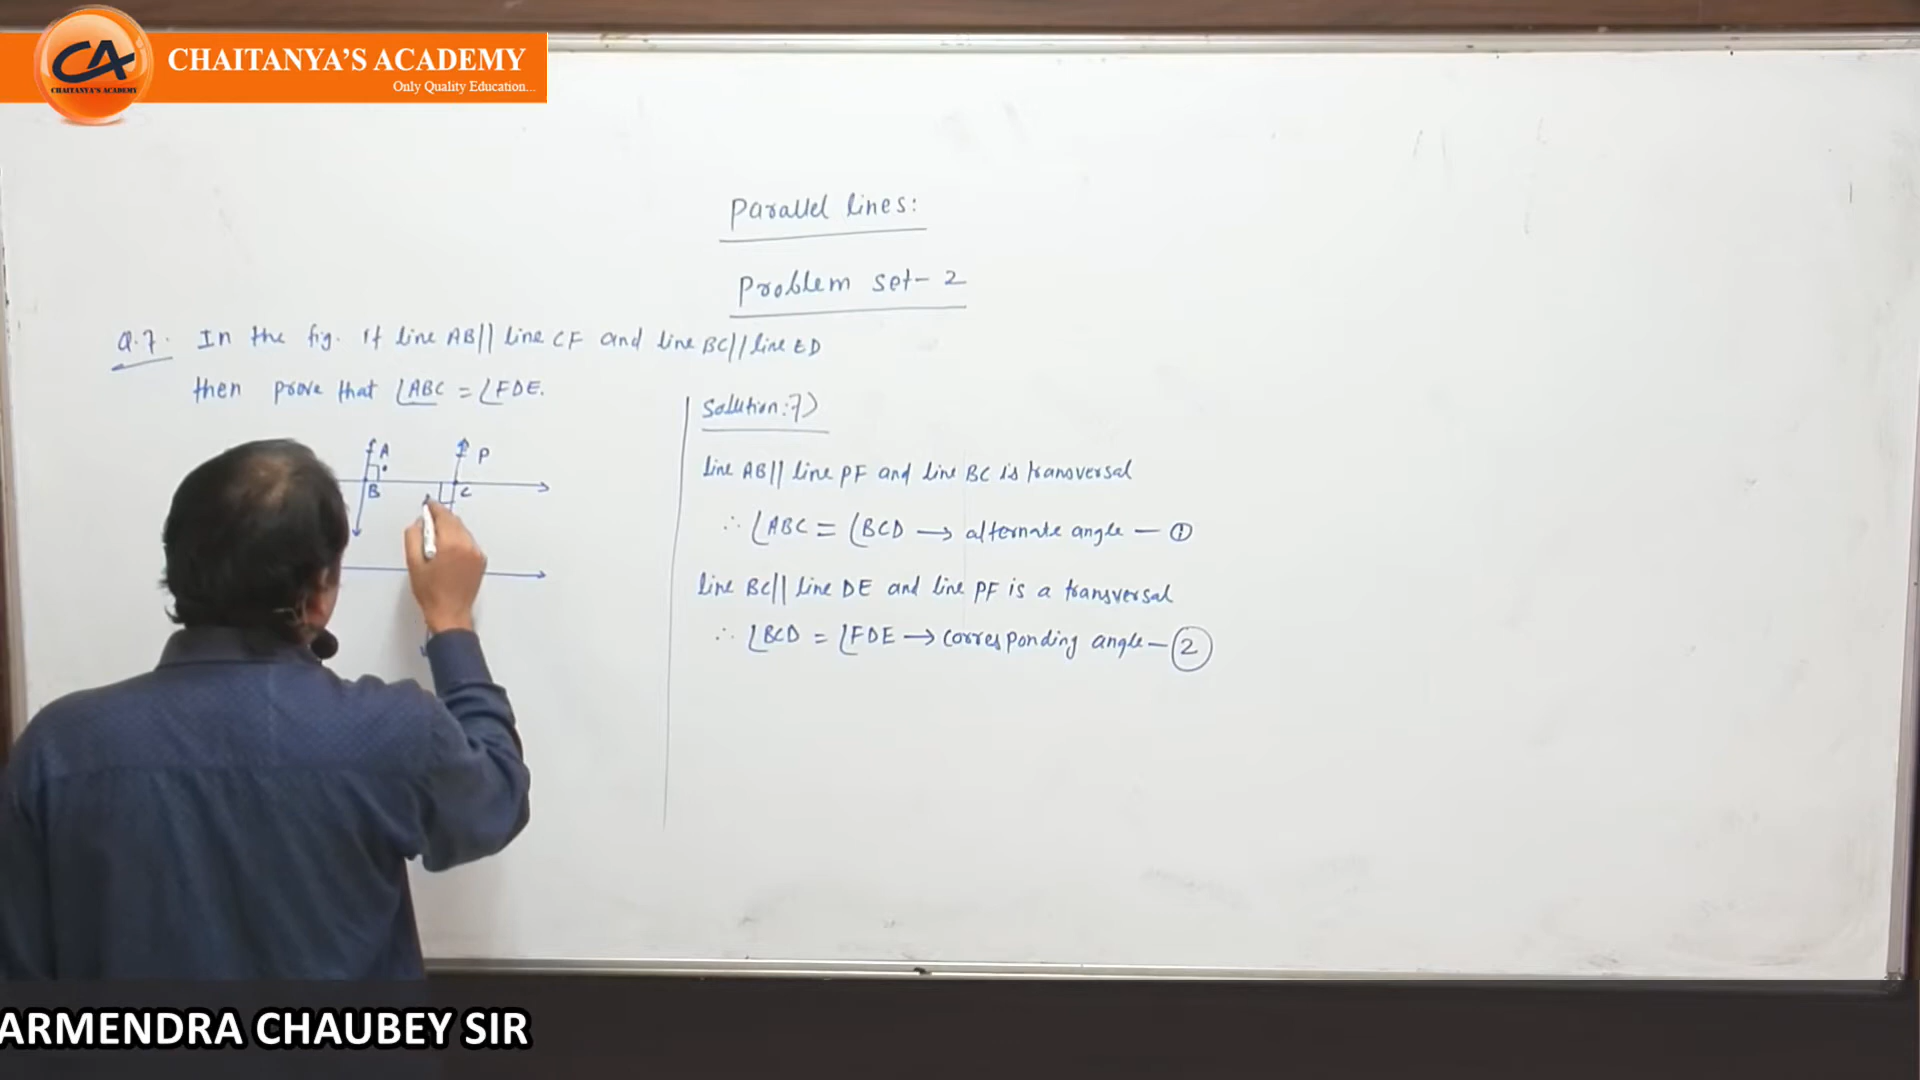 CA
CHAITANYA'S ACADEMY
CHAITANYA'S ACADEMY
Only Quality Education...
Parallel lines:
Problem set-2
Q.7. In the fig. If line AB || line CF and line BC // line ED
then prove that ∠ABC = ∠FDE.
A
P
B
C
Solution:7)
line AB || line PF and line BC is transversal
∴ ∠ABC = ∠BCD → alternate angle — ①
line BC || line DE and line PF is a transversal
∴ ∠BCD = ∠FDE → corresponding angle — ②
ARMENDRA CHAUBEY SIR